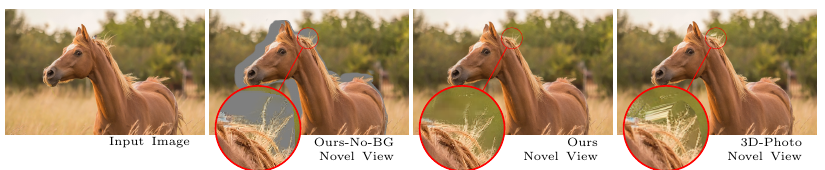 Input Image
Ours-No-BG
Novel View
Ours
Novel View
3D-Photo
Novel View